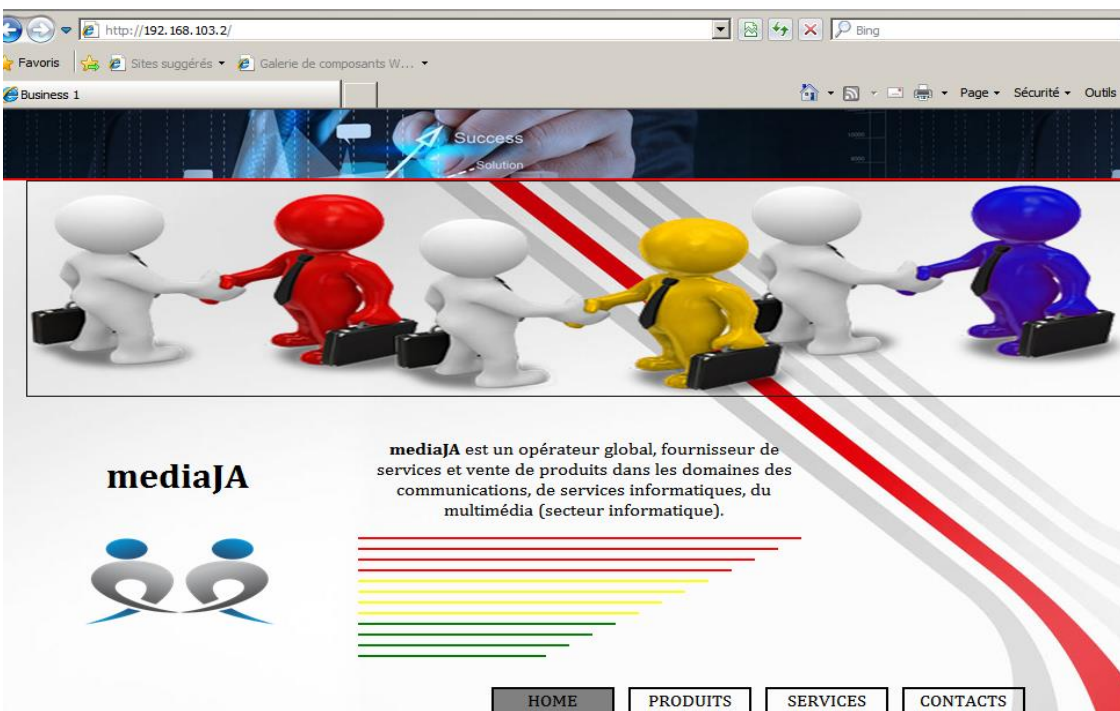 http://192.168.103.2/
Bing
Favoris
Sites suggérés
Galerie de composants W...
Business 1
Page
Sécurité
Outils
Success
Solution
mediaJA
mediaJA est un opérateur global, fournisseur de
services et vente de produits dans les domaines des
communications, de services informatiques, du
multimédia (secteur informatique).
HOME
PRODUITS
SERVICES
CONTACTS